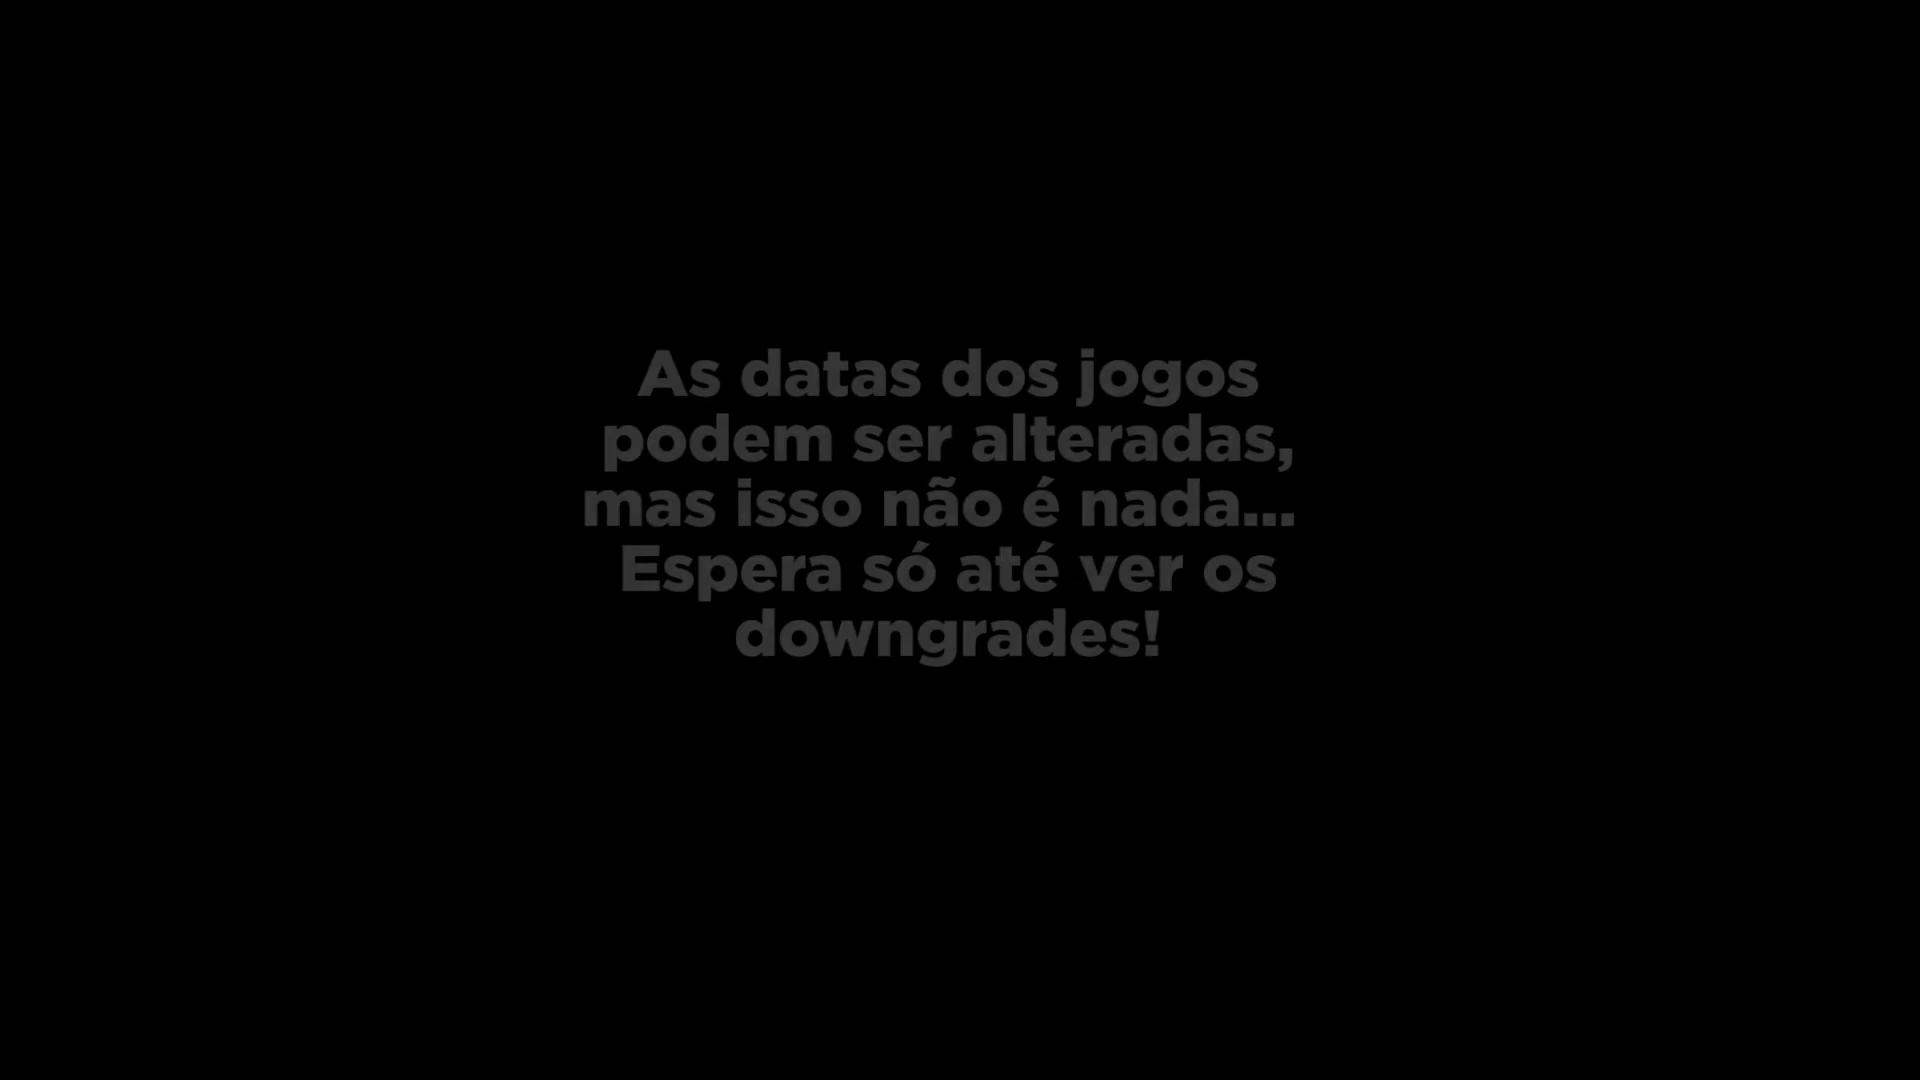 As datas dos jogos
podem ser alteradas,
mas isso não é nada...
Espera só até ver os
downgrades!